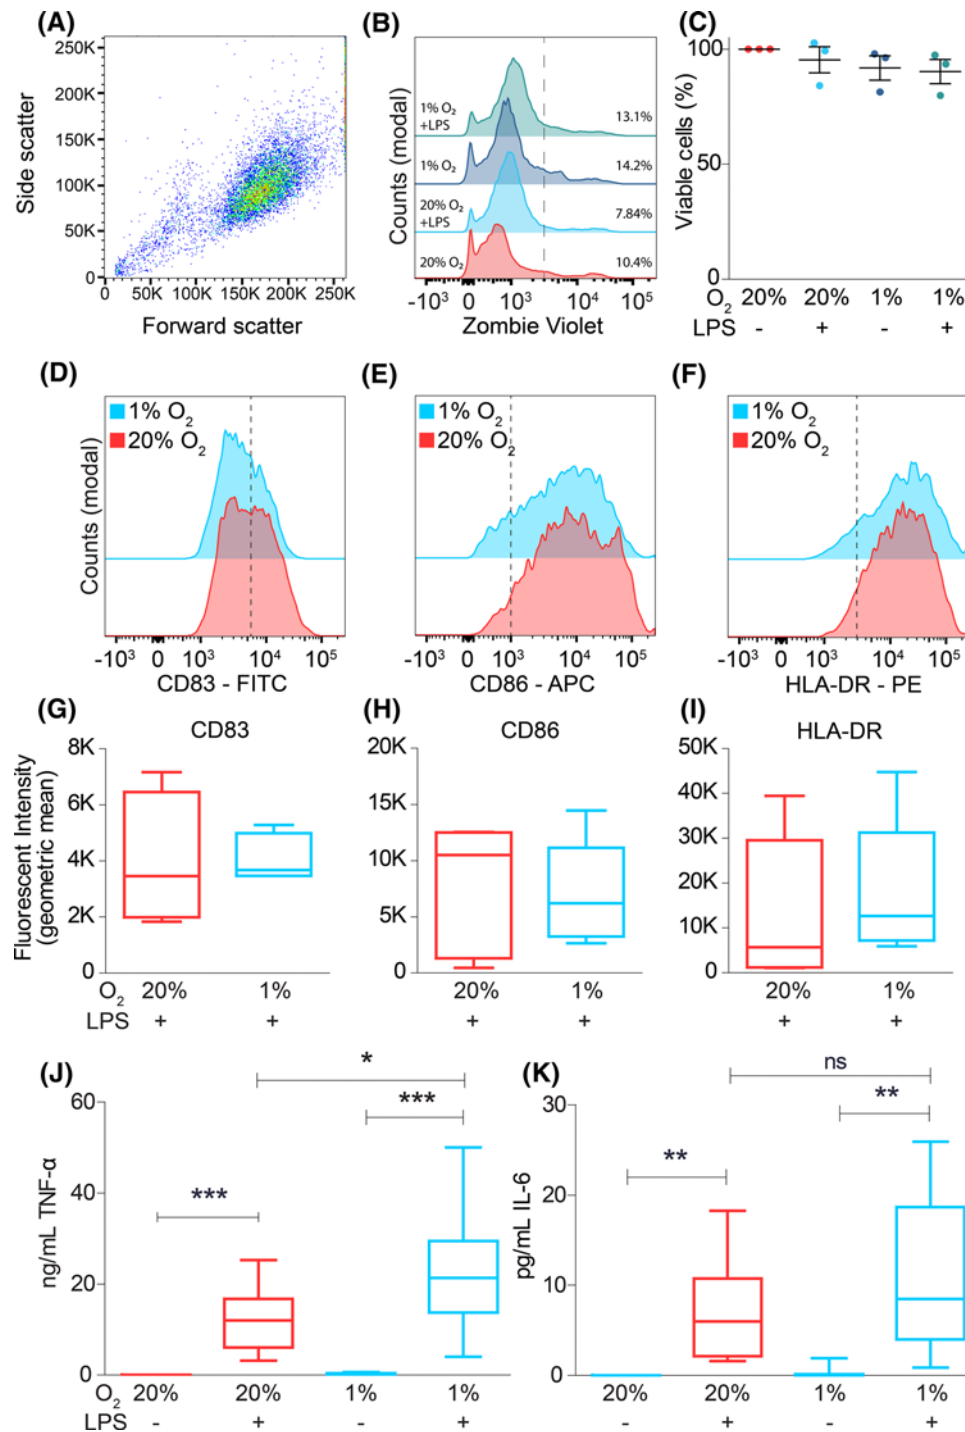 (A)
Side scatter
250K
200K
150K
100K
50K
0
0 50K 100K 150K 200K 250K
Forward scatter
(B)
Counts (modal)
1% O2 +LPS 13.1%
1% O2 14.2%
20% O2 +LPS 7.84%
20% O2 10.4%
-10³ 0 10³ 10⁴ 10⁵
Zombie Violet
(C)
Viable cells (%)
100
50
0
O2 20% 20% 1% 1%
LPS - + - +
(D)
1% O2
20% O2
Counts (modal)
-10³ 0 10³ 10⁴ 10⁵
CD83 - FITC
(E)
1% O2
20% O2
-10³ 0 10³ 10⁴ 10⁵
CD86 - APC
(F)
1% O2
20% O2
-10³ 0 10³ 10⁴ 10⁵
HLA-DR - PE
(G)
CD83
Fluorescent Intensity
(geometric mean)
8K
6K
4K
2K
0
O2 20% 1%
LPS + +
(H)
CD86
20K
15K
10K
5K
0
20% 1%
+ +
(I)
HLA-DR
50K
40K
30K
20K
10K
0
20% 1%
+ +
(J)
*
***
***
ng/mL TNF-α
60
40
20
0
O2 20% 20% 1% 1%
LPS - + - +
(K)
ns
**
**
pg/mL IL-6
30
20
10
0
20% 20% 1% 1%
- + - +